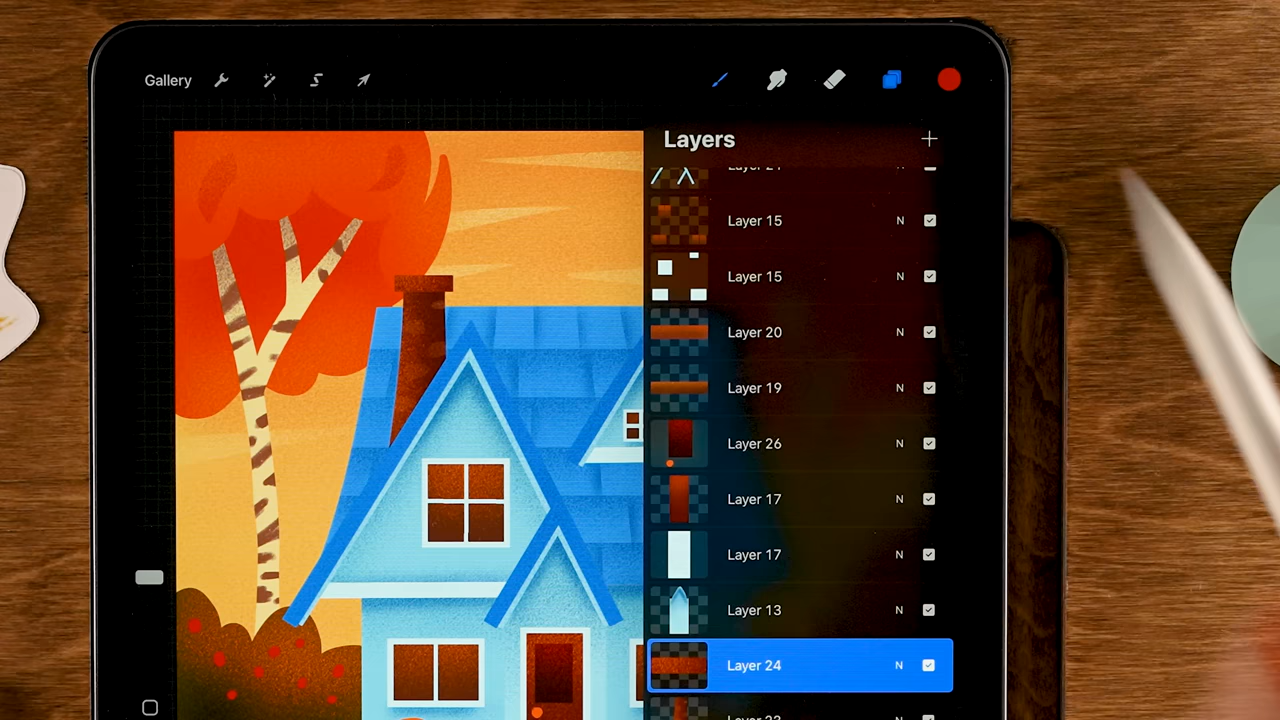 Gallery
Layers
Layer 15 N
Layer 15 N
Layer 20 N
Layer 19 N
Layer 26 N
Layer 17 N
Layer 17 N
Layer 13 N
Layer 24 N